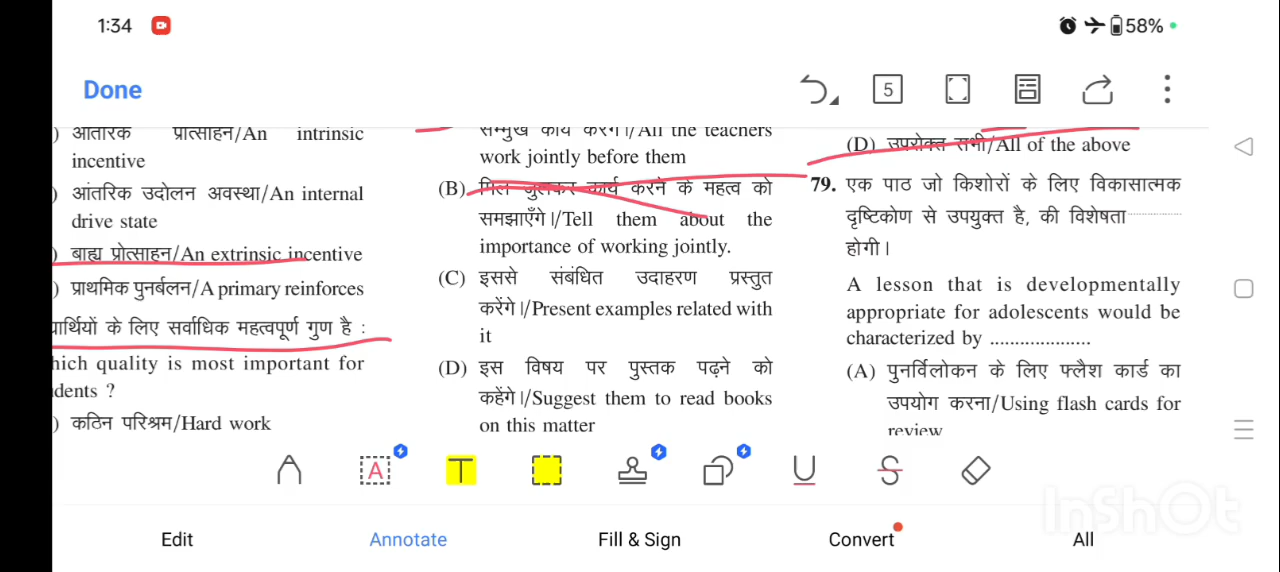 1:34
58%
Done
5
) आंतरिक प्रोत्साहन/An intrinsic
incentive
) आंतरिक उदोलन अवस्था/An internal
drive state
) बाह्य प्रोत्साहन/An extrinsic incentive
) प्राथमिक पुनर्बलन/A primary reinforces
र्थियों के लिए सर्वाधिक महत्वपूर्ण गुण है :
hich quality is most important for
dents ?
) कठिन परिश्रम/Hard work
सम्मुख कार्य करेंगे।/All the teachers
work jointly before them
(B) मिल जुलकर कार्य करने के महत्व को
समझाएँगे।/Tell them about the
importance of working jointly.
(C) इससे संबंधित उदाहरण प्रस्तुत
करेंगे।/Present examples related with
it
(D) इस विषय पर पुस्तक पढ़ने को
कहेंगे।/Suggest them to read books
on this matter
(D) उपरोक्त सभी/All of the above
79. एक पाठ जो किशोरों के लिए विकासात्मक
दृष्टिकोण से उपयुक्त है, की विशेषता ............
होगी।
A lesson that is developmentally
appropriate for adolescents would be
characterized by ....................
(A) पुनर्विलोकन के लिए फ्लैश कार्ड का
उपयोग करना/Using flash cards for
review
A
T
U
S
InShOt
Edit
Annotate
Fill & Sign
Convert
All